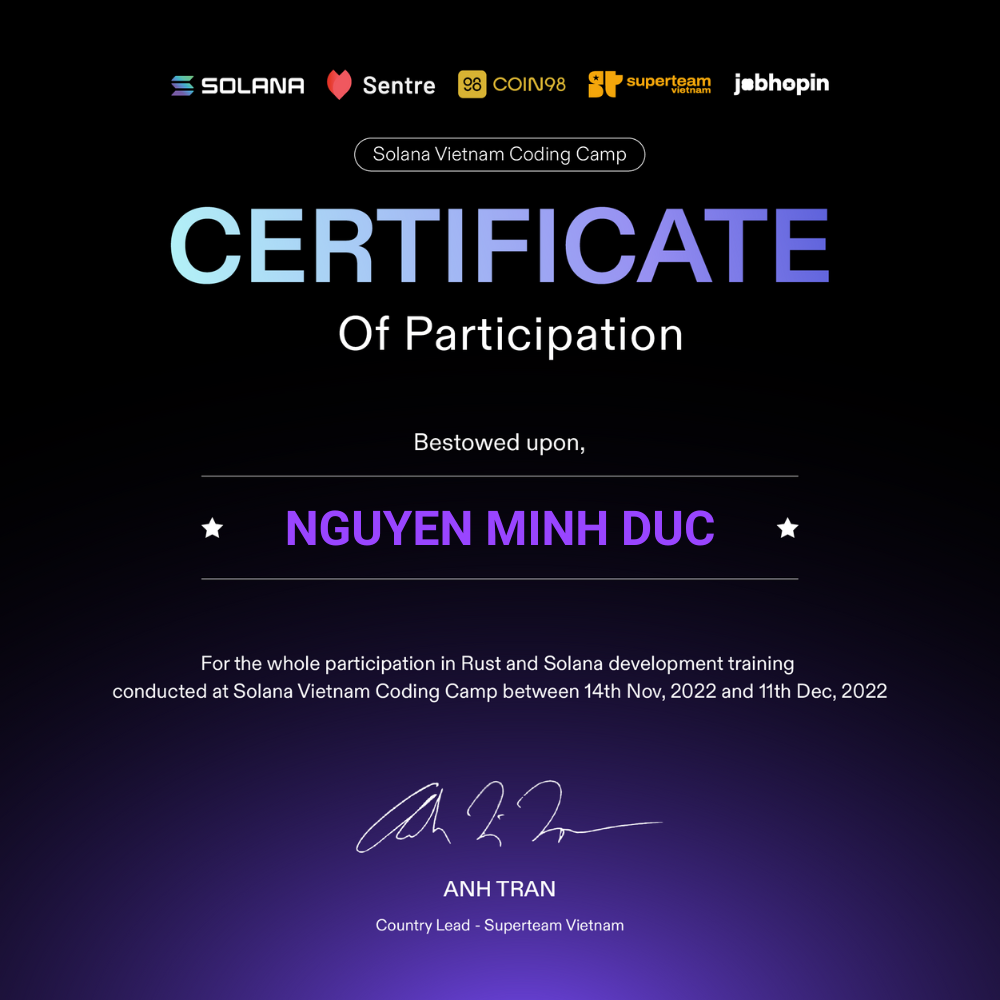 SOLANA Sentre 98 COIN98 superteam vietnam jobhopin
Solana Vietnam Coding Camp
CERTIFICATE
Of Participation
Bestowed upon,
NGUYEN MINH DUC
For the whole participation in Rust and Solana development training
conducted at Solana Vietnam Coding Camp between 14th Nov, 2022 and 11th Dec, 2022
ANH TRAN
Country Lead - Superteam Vietnam